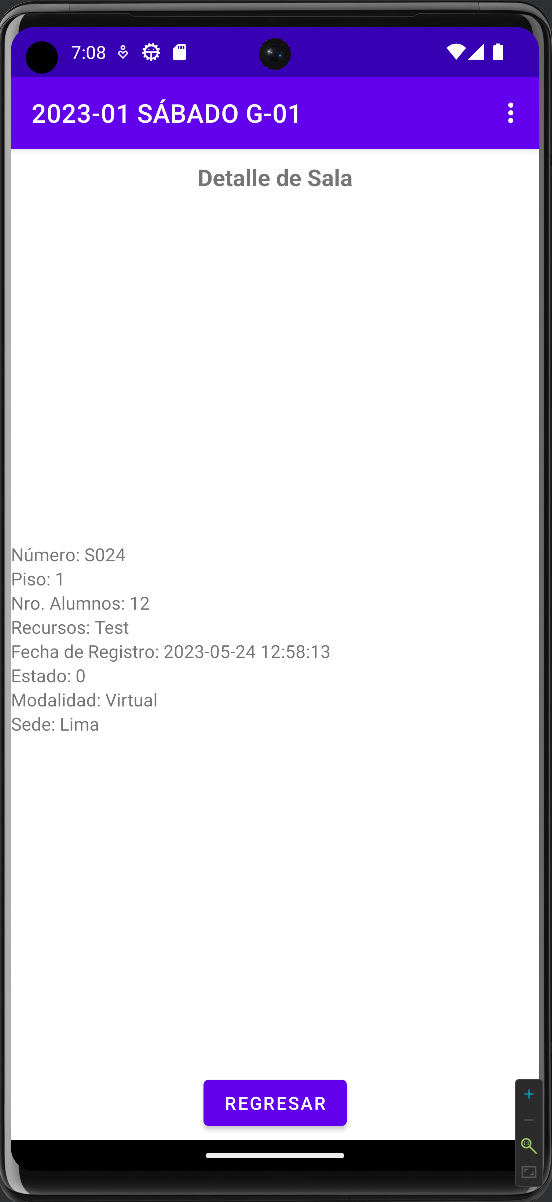 7:08
2023-01 SÁBADO G-01
Detalle de Sala
Número: S024
Piso: 1
Nro. Alumnos: 12
Recursos: Test
Fecha de Registro: 2023-05-24 12:58:13
Estado: 0
Modalidad: Virtual
Sede: Lima
REGRESAR